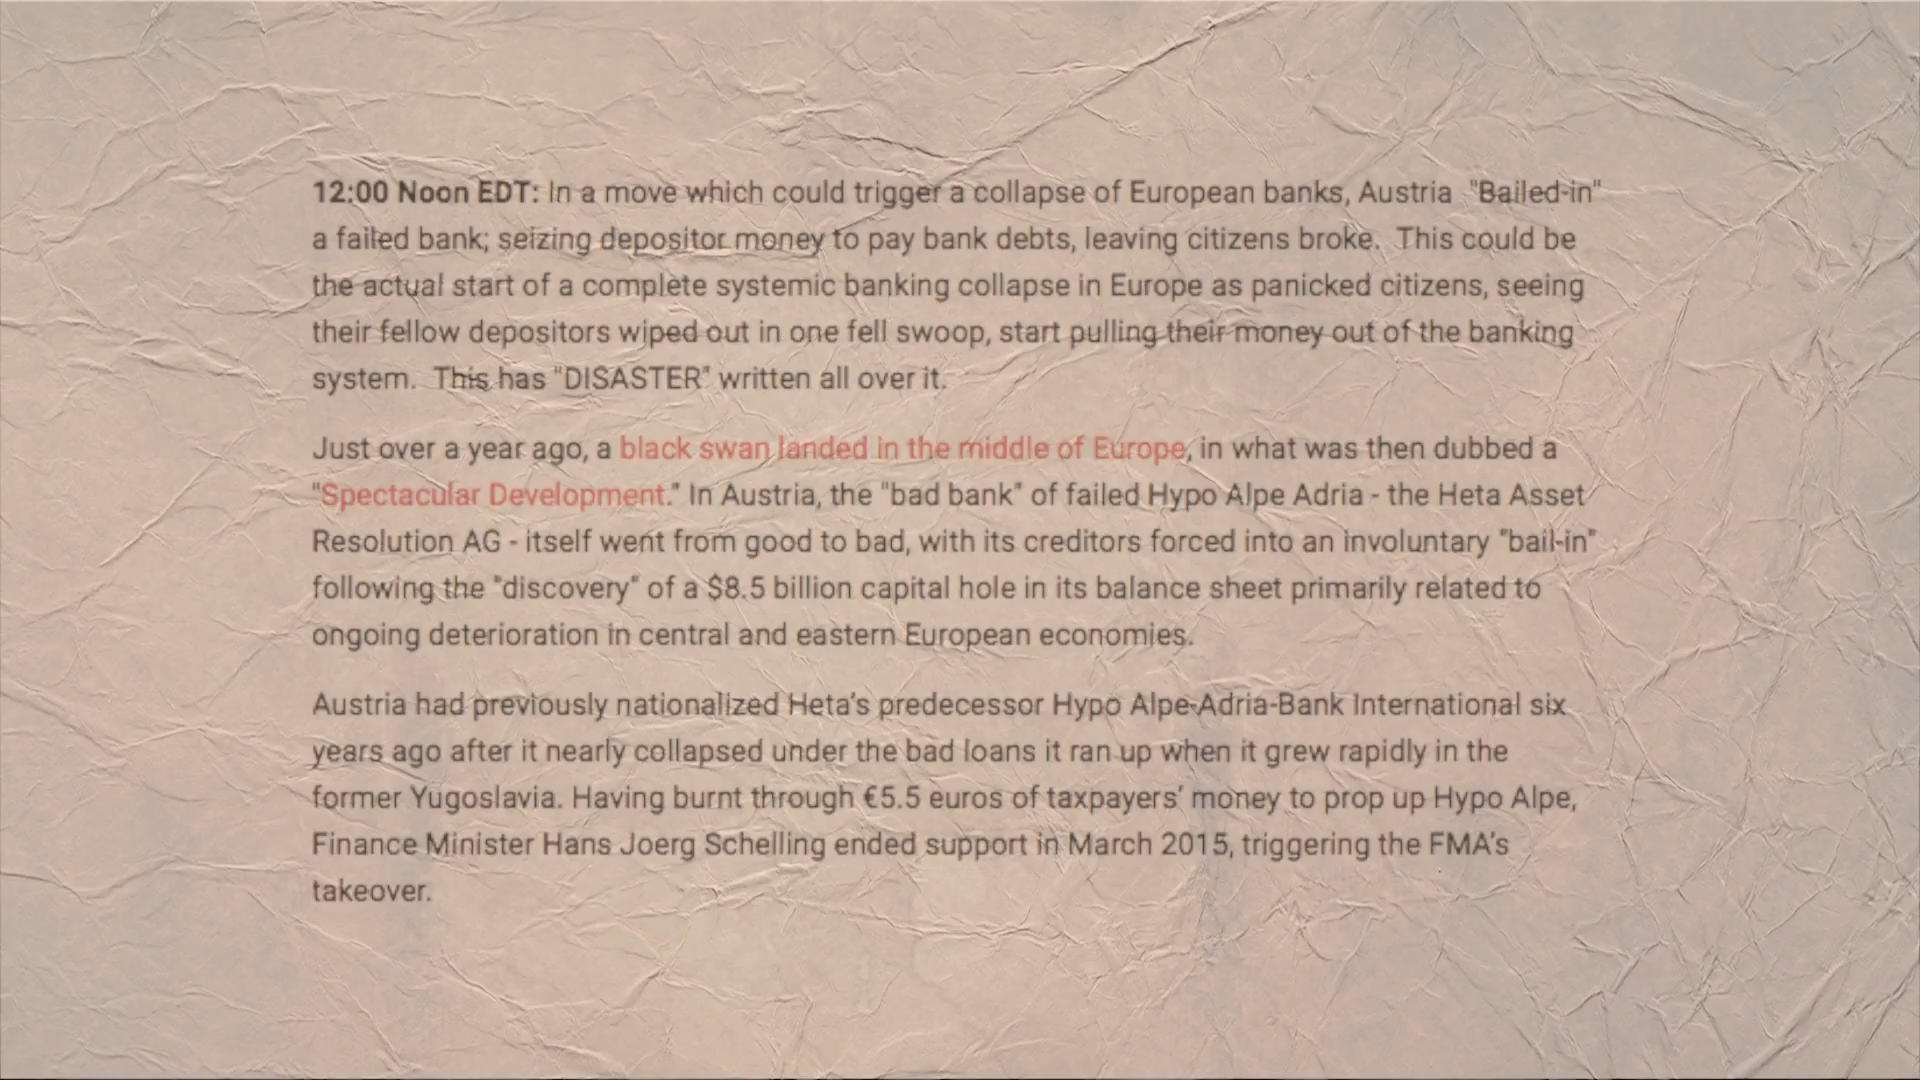 12:00 Noon EDT: In a move which could trigger a collapse of European banks, Austria "Bailed-in"
a failed bank; seizing depositor money to pay bank debts, leaving citizens broke. This could be
the actual start of a complete systemic banking collapse in Europe as panicked citizens, seeing
their fellow depositors wiped out in one fell swoop, start pulling their money out of the banking
system. This has "DISASTER" written all over it.
Just over a year ago, a black swan landed in the middle of Europe, in what was then dubbed a
"Spectacular Development." In Austria, the "bad bank" of failed Hypo Alpe Adria - the Heta Asset
Resolution AG - itself went from good to bad, with its creditors forced into an involuntary "bail-in"
following the "discovery" of a $8.5 billion capital hole in its balance sheet primarily related to
ongoing deterioration in central and eastern European economies.
Austria had previously nationalized Heta's predecessor Hypo Alpe-Adria-Bank International six
years ago after it nearly collapsed under the bad loans it ran up when it grew rapidly in the
former Yugoslavia. Having burnt through €5.5 euros of taxpayers' money to prop up Hypo Alpe,
Finance Minister Hans Joerg Schelling ended support in March 2015, triggering the FMA's
takeover.